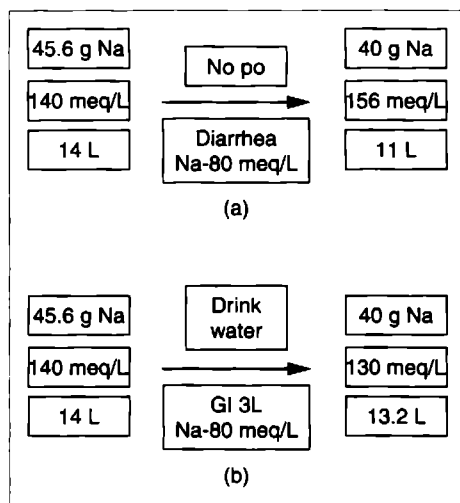 45.6 g Na
140 meq/L
14 L
No po
Diarrhea
Na-80 meq/L
40 g Na
156 meq/L
11 L
(a)
45.6 g Na
140 meq/L
14 L
Drink
water
GI 3L
Na-80 meq/L
40 g Na
130 meq/L
13.2 L
(b)